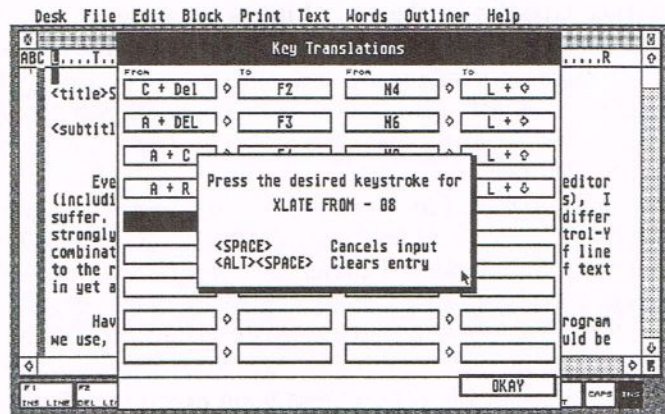 Desk File Edit Block Print Text Words Outliner Help
Key Translations
ABC L....T.. .....R
FROM TO FROM TO
<title>S C + Del F2 N4 L +
<subtitl A + DEL F3 N6 L +
A + C L +
Eve A + R L + editor
(includi s), I
suffer. differ
strongly trol-Y
combinat f line
to the r f text
in yet a
Press the desired keystroke for
XLATE FROM - 08
<SPACE> Cancels input
<ALT><SPACE> Clears entry
Hav rogram
we use, uld be
OKAY
F1 F2
INS LINE DEL LI T CAPS INS